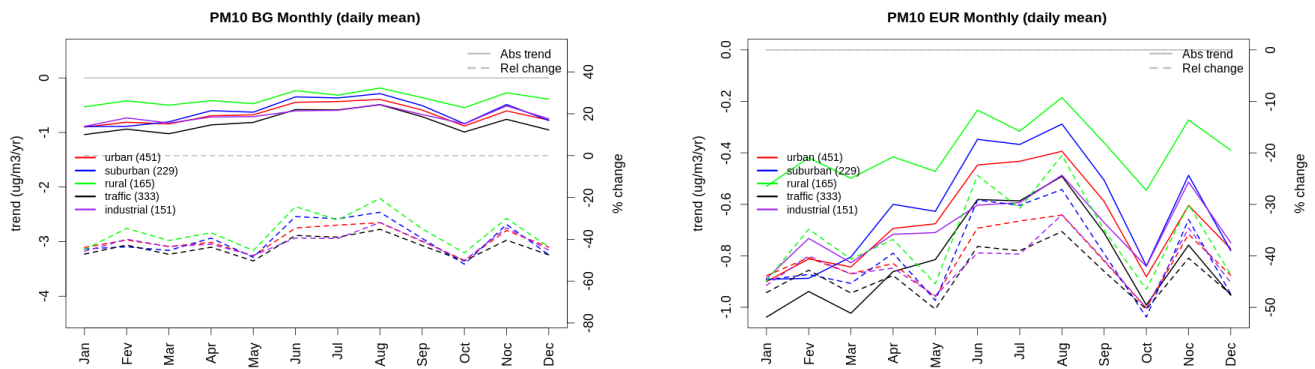 PM10 BG Monthly (daily mean)
Abs trend
Rel change
trend (ug/m3/yr)
0
-1
-2
-3
-4
urban (451)
suburban (229)
rural (165)
traffic (333)
industrial (151)
40
20
0
-20
-40
-60
-80
% change
Jan
Fev
Mar
Apr
May
Jun
Jul
Aug
Sep
Oct
Noc
Dec
PM10 EUR Monthly (daily mean)
Abs trend
Rel change
trend (ug/m3/yr)
0.0
-0.2
-0.4
-0.6
-0.8
-1.0
urban (451)
suburban (229)
rural (165)
traffic (333)
industrial (151)
0
-10
-20
-30
-40
-50
% change
Jan
Fev
Mar
Apr
May
Jun
Jul
Aug
Sep
Oct
Noc
Dec